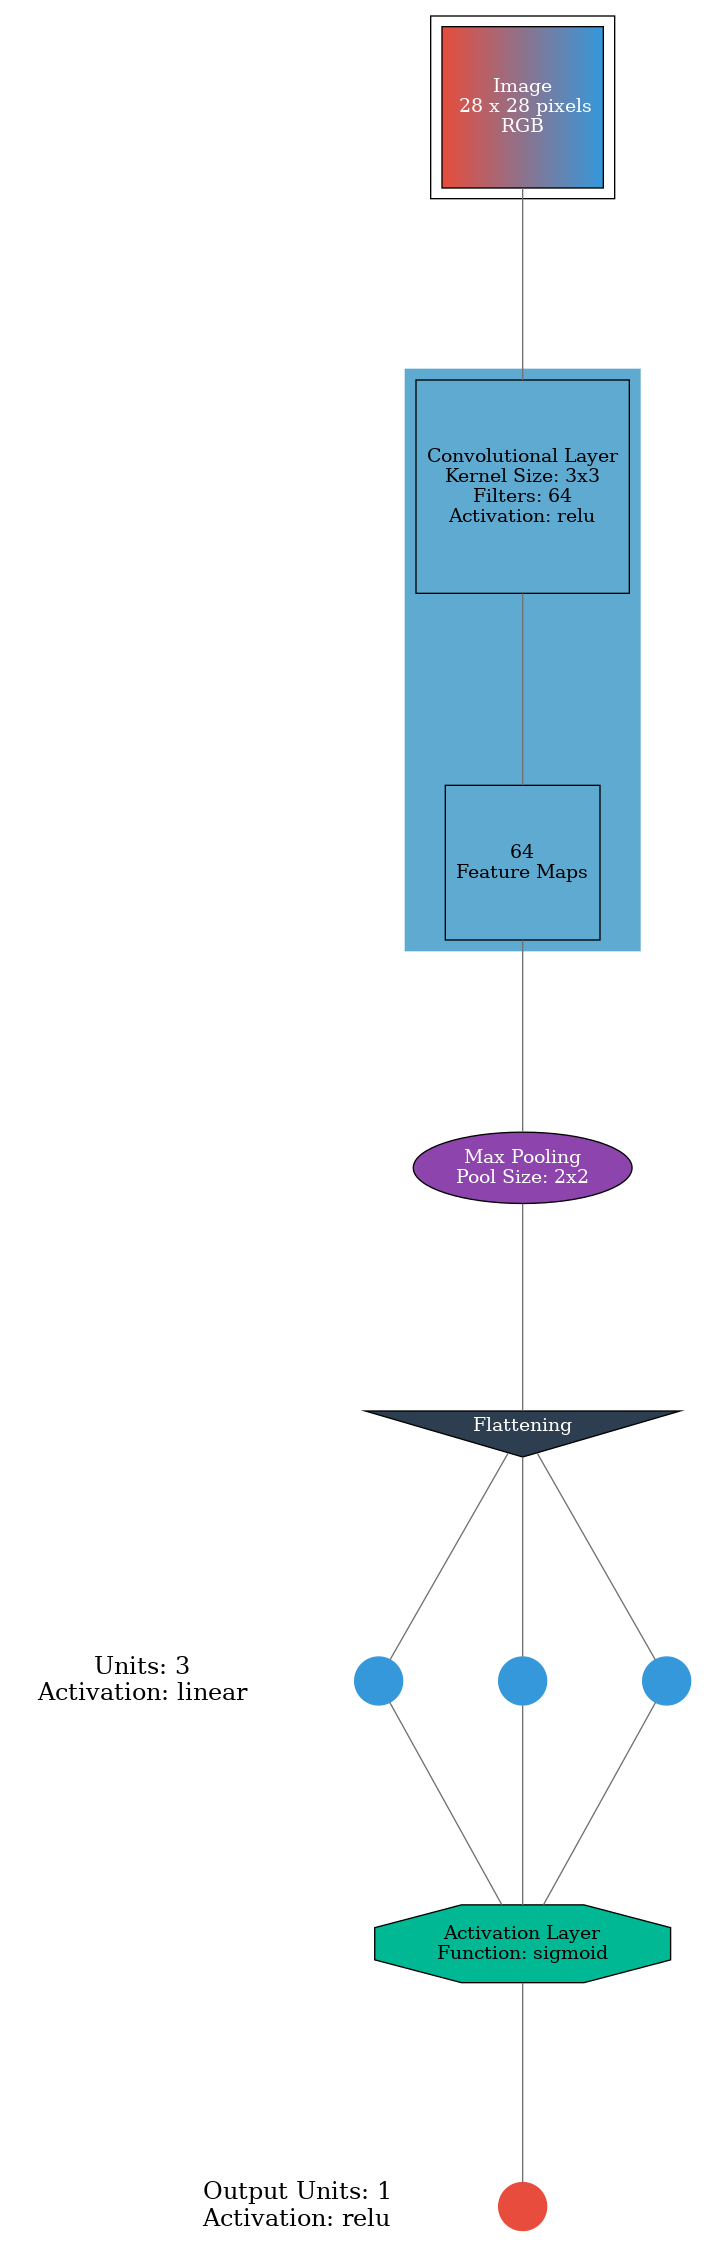 Image
28 x 28 pixels
RGB
Convolutional Layer
Kernel Size: 3x3
Filters: 64
Activation: relu
64
Feature Maps
Max Pooling
Pool Size: 2x2
Flattening
Units: 3
Activation: linear
Activation Layer
Function: sigmoid
Output Units: 1
Activation: relu